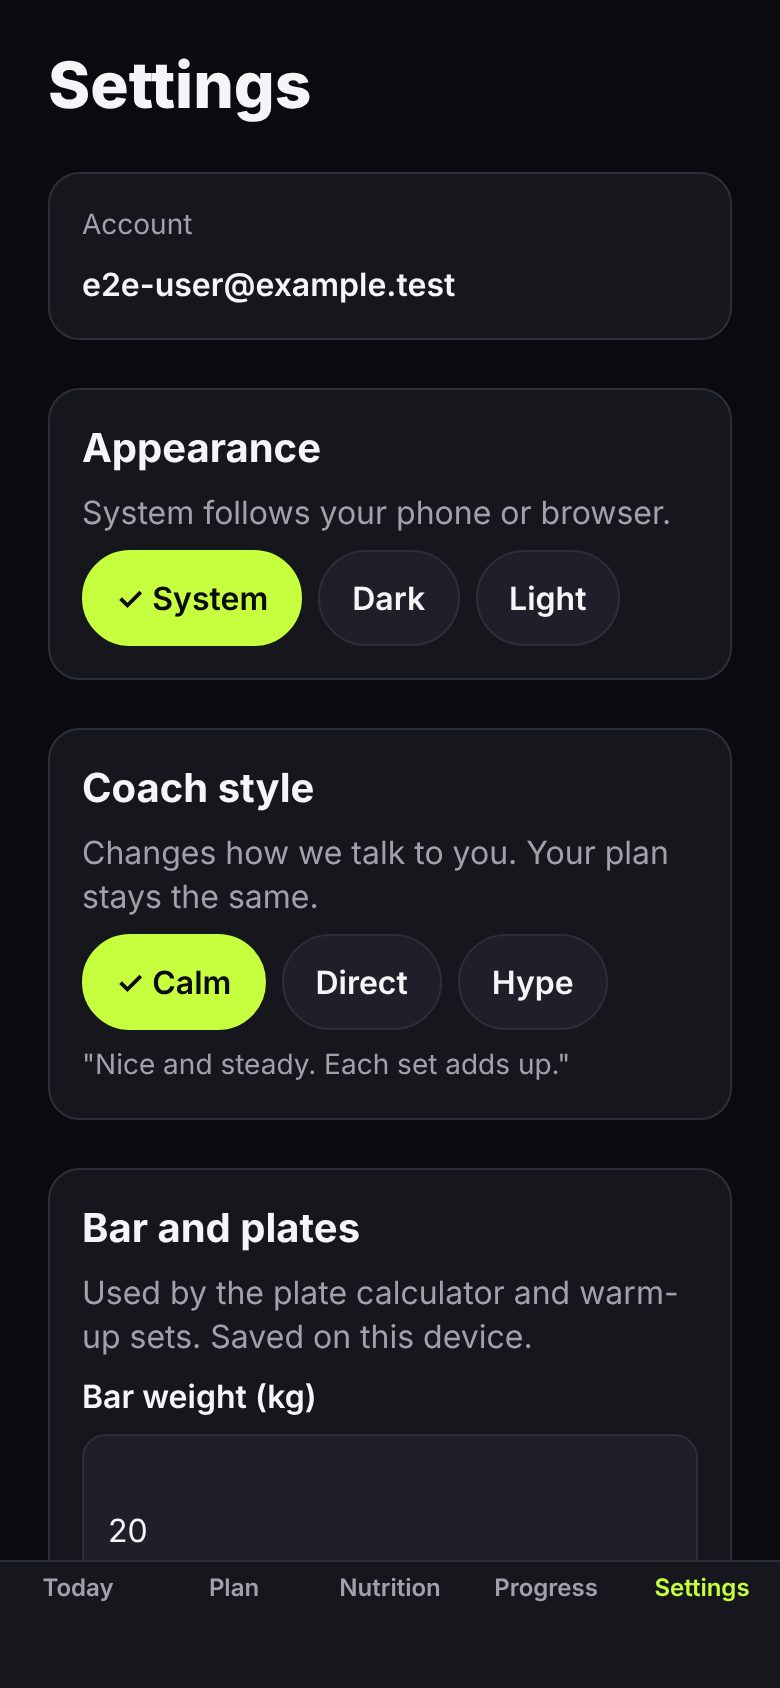 Settings
Account
e2e-user@example.test
Appearance
System follows your phone or browser.
✓ System Dark Light
Coach style
Changes how we talk to you. Your plan
stays the same.
✓ Calm Direct Hype
"Nice and steady. Each set adds up."
Bar and plates
Used by the plate calculator and warm-
up sets. Saved on this device.
Bar weight (kg)
20
Today Plan Nutrition Progress Settings